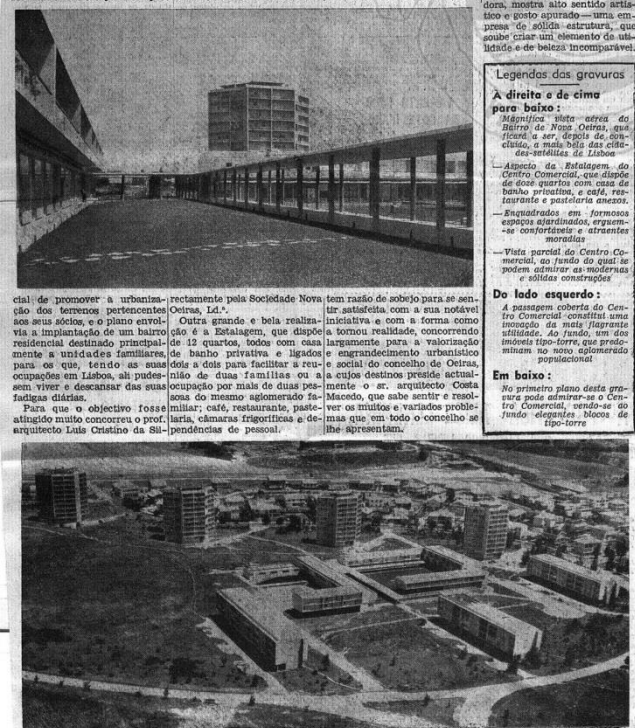 dora, mostra alto sentido artís-
tico e gosto apurado — uma em-
presa de sólida estrutura, que
soube criar um elemento de uti-
lidade e de beleza incomparável.
Legendas das gravuras
À direita e de cima
para baixo :
Magnífica vista aérea do
Bairro de Nova Oeiras, que
ficará a ser, depois de con-
cluído, a mais bela das cida-
des-satélites de Lisboa
—Aspecto da Estalagem do
Centro Comercial, que dispõe
de doze quartos com casa de
banho privativa, e café, res-
taurante e pastelaria anexos.
—Enquadrados em formosos
espaços ajardinados, erguem-
-se confortáveis e atraentes
moradias
—Vista parcial do Centro Co-
mercial, ao fundo do qual se
podem admirar as modernas
e sólidas construções
Do lado esquerdo :
A passagem coberta do Cen-
tro Comercial constitui uma
inovação da mais flagrante
utilidade. Ao fundo, um dos
imóveis tipo-torre, que predo-
minam no novo aglomerado
populacional
Em baixo :
No primeiro plano desta gra-
vura pode admirar-se o Cen-
tro Comercial, vendo-se ao
fundo elegantes blocos de
tipo-torre
cial de promover a urbaniza-
ção dos terrenos pertencentes
aos seus sócios, e o plano envol-
via a implantação de um bairro
residencial destinado principal-
mente a unidades familiares,
para os que, tendo as suas
ocupações em Lisboa, ali pudes-
sem viver e descansar das suas
fadigas diárias.
Para que o objectivo fosse
atingido muito concorreu o prof.
arquitecto Luís Cristino da Sil-
rectamente pela Sociedade Nova
Oeiras, Ld.ª.
Outra grande e bela realiza-
ção é a Estalagem, que dispõe
de 12 quartos, todos com casa
de banho privativa e ligados
dois a dois para facilitar a reu-
nião de duas famílias ou a
ocupação por mais de duas pes-
soas do mesmo aglomerado fa-
miliar; café, restaurante, paste-
laria, câmaras frigoríficas e de-
pendências de pessoal.
tem razão de sobejo para se sen-
tir satisfeita com a sua notável
iniciativa e com a forma como
a tornou realidade, concorrendo
largamente para a valorização
e engrandecimento urbanístico
e social do concelho de Oeiras,
a cujos destinos preside actual-
mente o sr. arquitecto Costa
Macedo, que sabe sentir e resol-
ver os muitos e variados proble-
mas que em todo o concelho se
lhe apresentam.